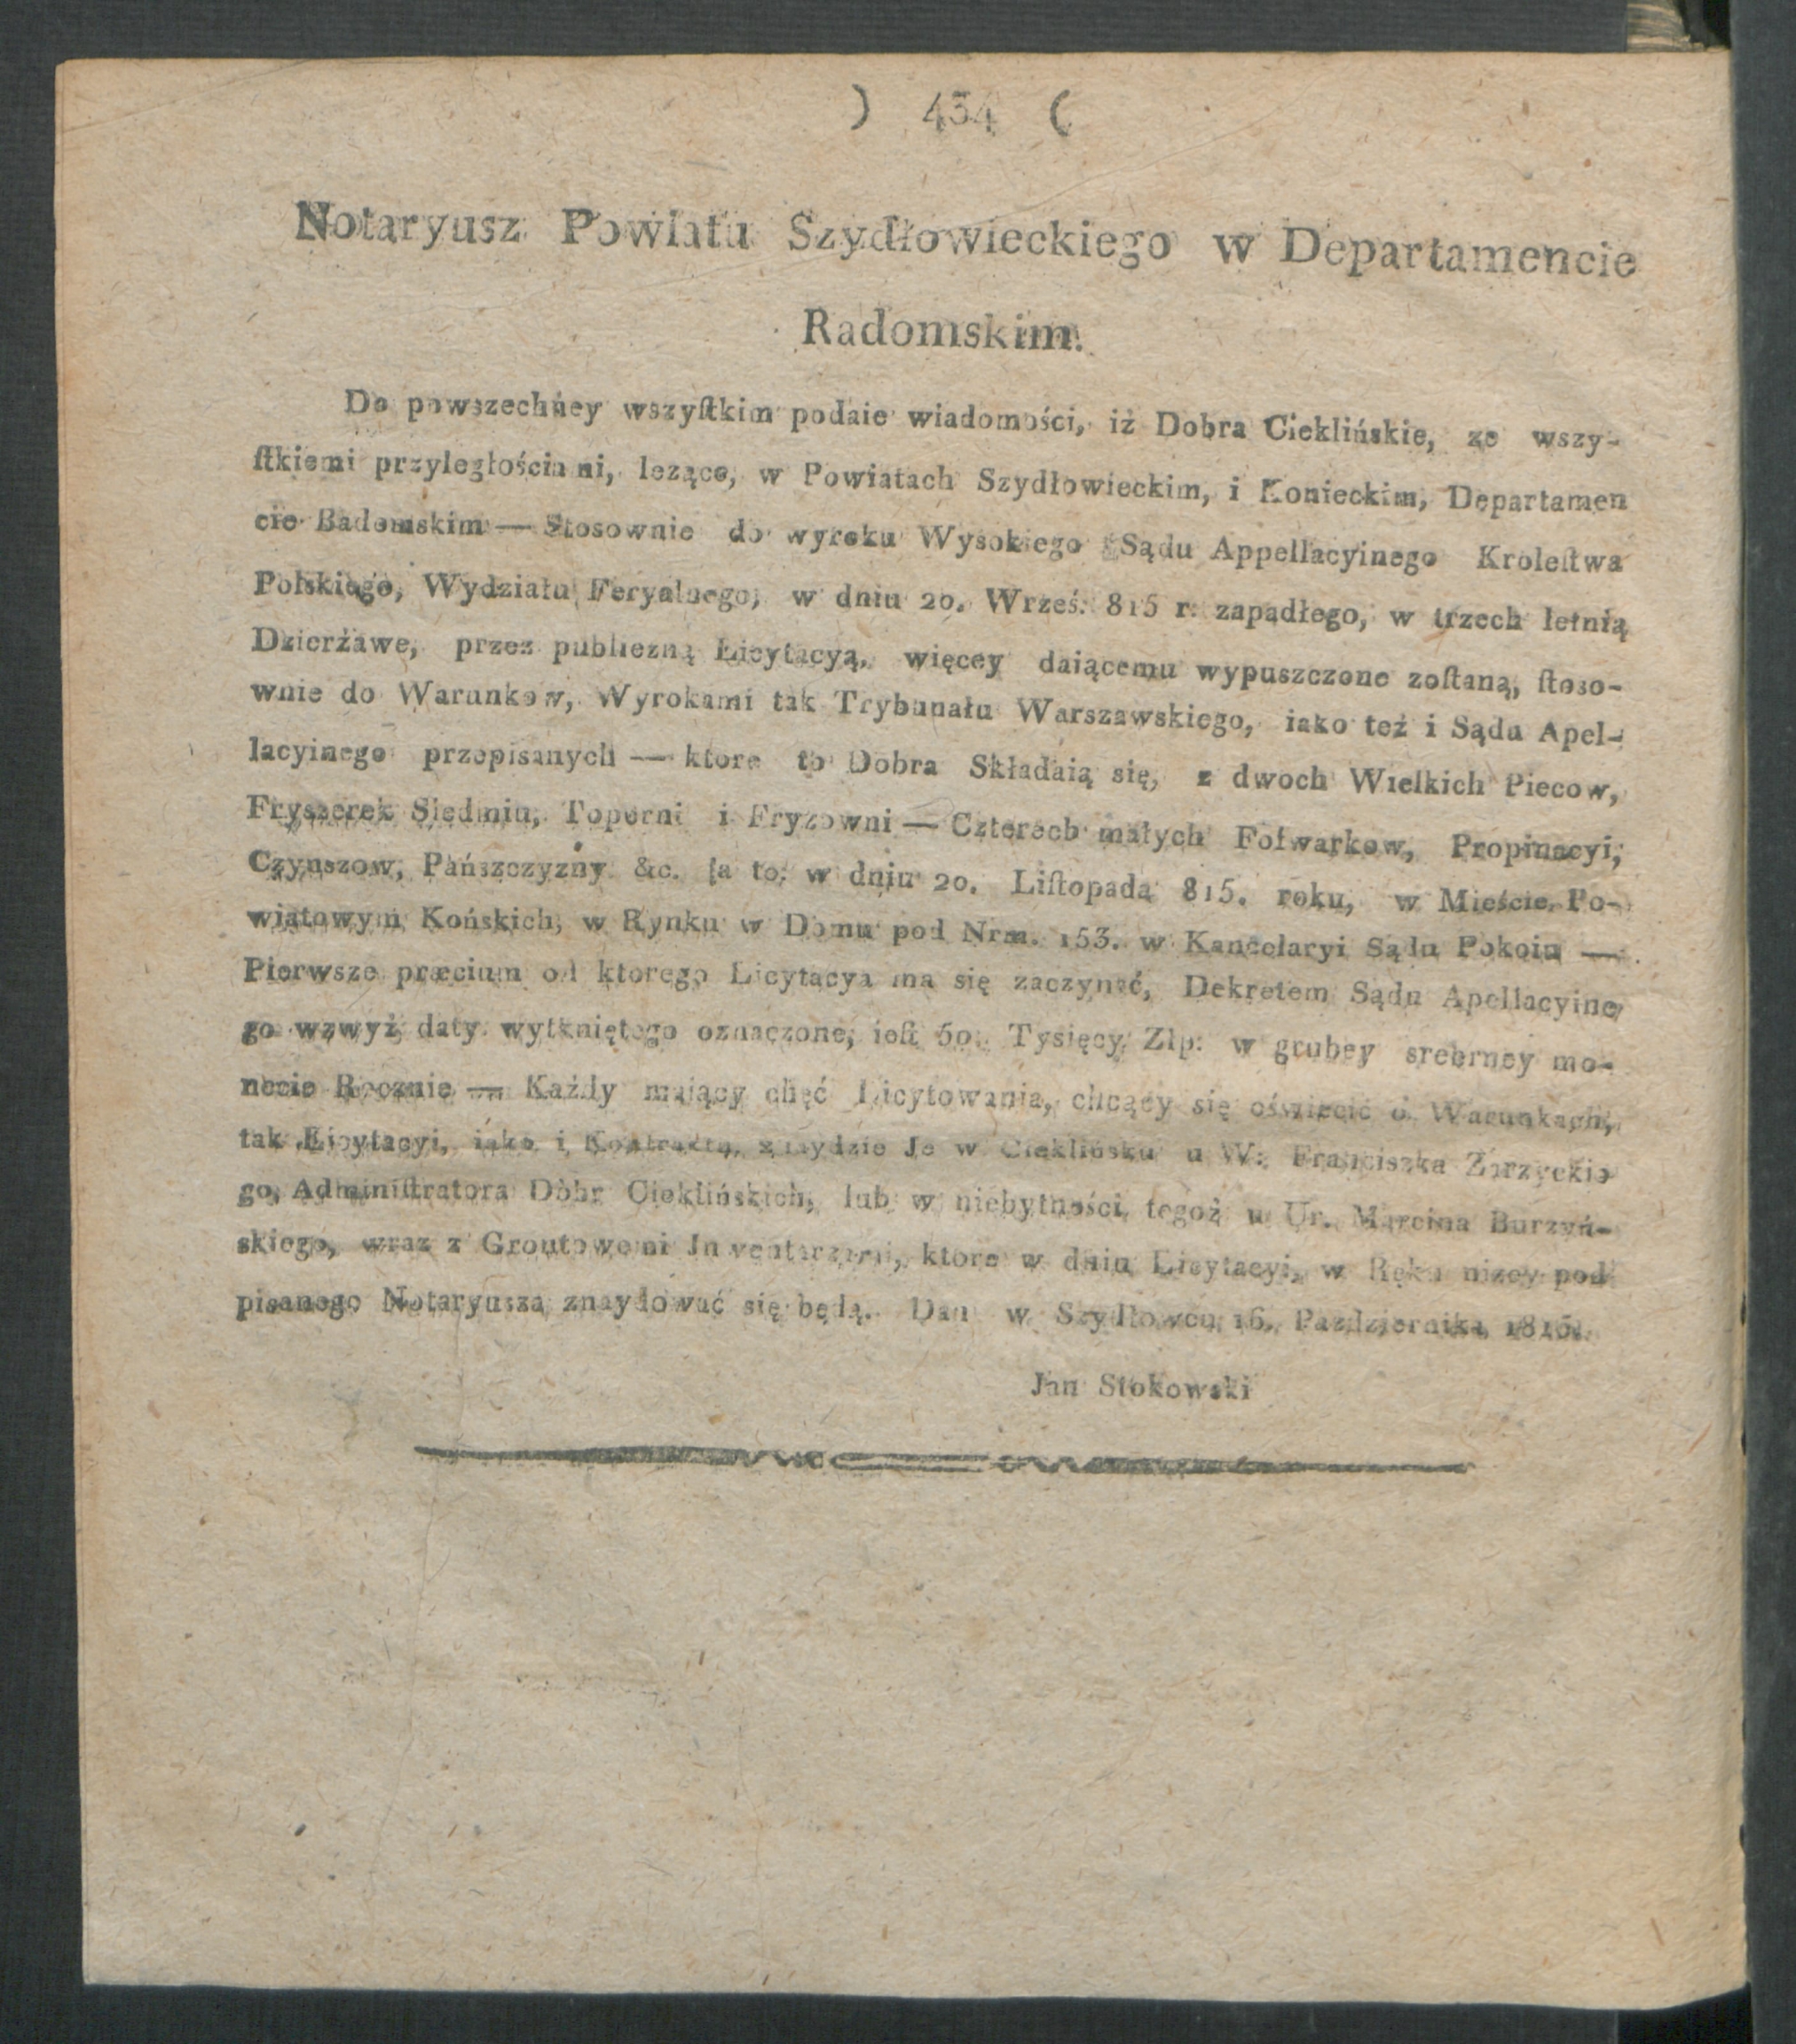 ) 434 (
Notaryusz Powiatu Szydłowieckiego w Departamencie
Radomskim.
Do powszechney wszyſtkim podaie wiadomości, iż Dobra Cieklińskie, ze wszy-
ſtkiemi przyległościami, lezące, w Powiatach Szydłowieckim, i Konieckim, Departamen
cie Radomskim — Stosownie do wyroku Wysokiego Sądu Appellacyinego Kroleſtwa
Polskiego, Wydziału Feryalnego, w dniu 20. Wrześ. 815 r. zapadłego, w trzech letnią
Dzierżawe, przez publiczną Licytacyą, więcey daiącemu wypuszczone zoſtaną, ſtoso-
wnie do Warunkow, Wyrokami tak Trybunału Warszawskiego, iako też i Sądu Apel-
lacyinego przepisanych — ktore to Dobra Składaią się, z dwoch Wielkich Piecow,
Fryszerek Siedmiu, Toporni i Fryzowni — Czterech małych Folwarkow, Propinacyi,
Czynszow, Pańszczyzny &c. [a to. w dniu 20. Liſtopada 815. roku, w Mieście Po-
wiatowym Końskich, w Rynku w Domu pod Nrm. 153. w Kancelaryi Sądu Pokoiu —
Pierwsze præcium od ktorego Licytacya ma się zaczynać, Dekretem Sądu Apellacyine
go wzwyż daty wytkniętego oznaczone, ieſt 60. Tysięcy Złp: w grubey srebrney mo-
necie Rocznie — Każdy maiący chęć Licytowania, chcący się oświecić o Warunkach,
tak Licytacyi, iako i Kontraktu, znaydzie Je w Cieklińsku u W: Franciszka Zarzyckie
go, Adminiſtratora Dobr Cieklińskich, lub w niebytności tegoż u Ur. Marcina Burzyń-
skiego, wraz z Grontowemi Jnwentarzami, ktore w dniu Licytacyi, w Ręku nizey pod
pisanego Notaryusza znaydować się będą. Dan w Szydłowcu 16. Pazdziernika 1815.
Jan Stokowski